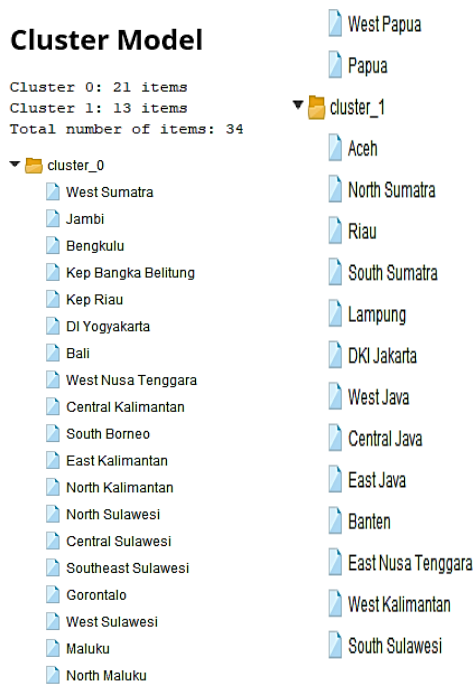 Cluster Model
Cluster 0: 21 items
Cluster 1: 13 items
Total number of items: 34
cluster_0
West Sumatra
Jambi
Bengkulu
Kep Bangka Belitung
Kep Riau
DI Yogyakarta
Bali
West Nusa Tenggara
Central Kalimantan
South Borneo
East Kalimantan
North Kalimantan
North Sulawesi
Central Sulawesi
Southeast Sulawesi
Gorontalo
West Sulawesi
Maluku
North Maluku
West Papua
Papua
cluster_1
Aceh
North Sumatra
Riau
South Sumatra
Lampung
DKI Jakarta
West Java
Central Java
East Java
Banten
East Nusa Tenggara
West Kalimantan
South Sulawesi